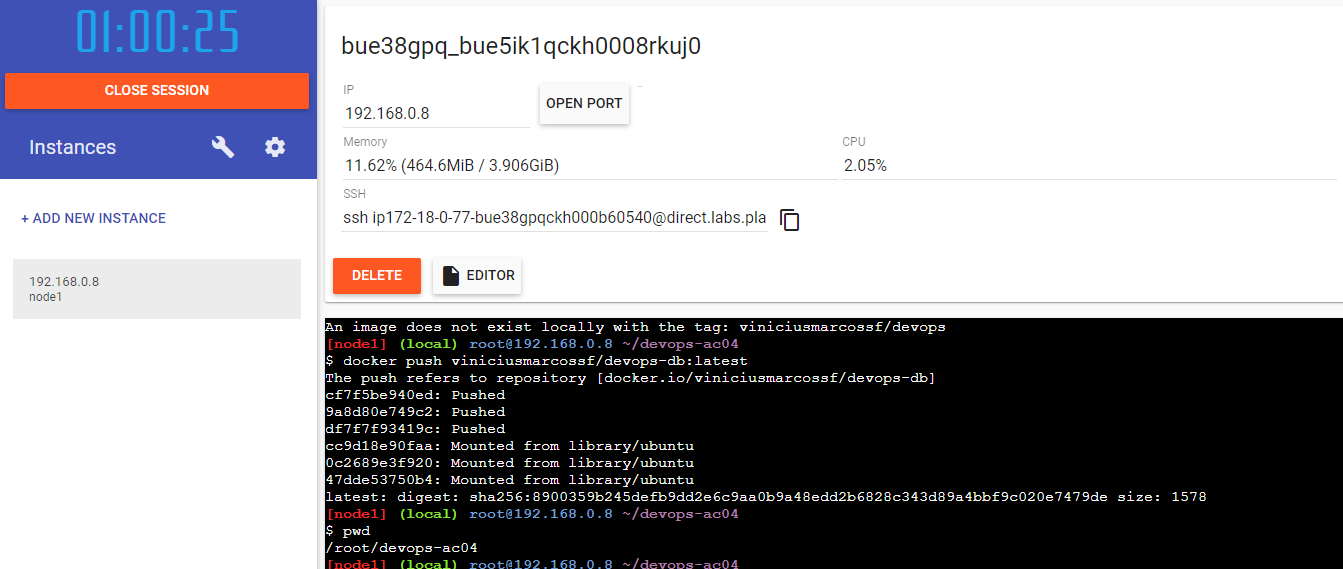 01:00:25
CLOSE SESSION
Instances
+ ADD NEW INSTANCE
192.168.0.8
node1
bue38gpq_bue5ik1qckh0008rkuj0
IP
192.168.0.8
OPEN PORT
Memory
11.62% (464.6MiB / 3.906GiB)
CPU
2.05%
SSH
ssh ip172-18-0-77-bue38gpqckh000b60540@direct.labs.pla
DELETE
EDITOR
An image does not exist locally with the tag: viniciusmarcossf/devops
[node1] (local) root@192.168.0.8 ~/devops-ac04
$ docker push viniciusmarcossf/devops-db:latest
The push refers to repository [docker.io/viniciusmarcossf/devops-db]
cf7f5be940ed: Pushed
9a8d80e749c2: Pushed
df7f7f93419c: Pushed
cc9d18e90faa: Mounted from library/ubuntu
0c2689e3f920: Mounted from library/ubuntu
47dde53750b4: Mounted from library/ubuntu
latest: digest: sha256:8900359b245defb9dd2e6c9aa0b9a48edd2b6828c343d89a4bbf9c020e7479de size: 1578
[node1] (local) root@192.168.0.8 ~/devops-ac04
$ pwd
/root/devops-ac04
[node1] (local) root@192.168.0.8 ~/devops-ac04